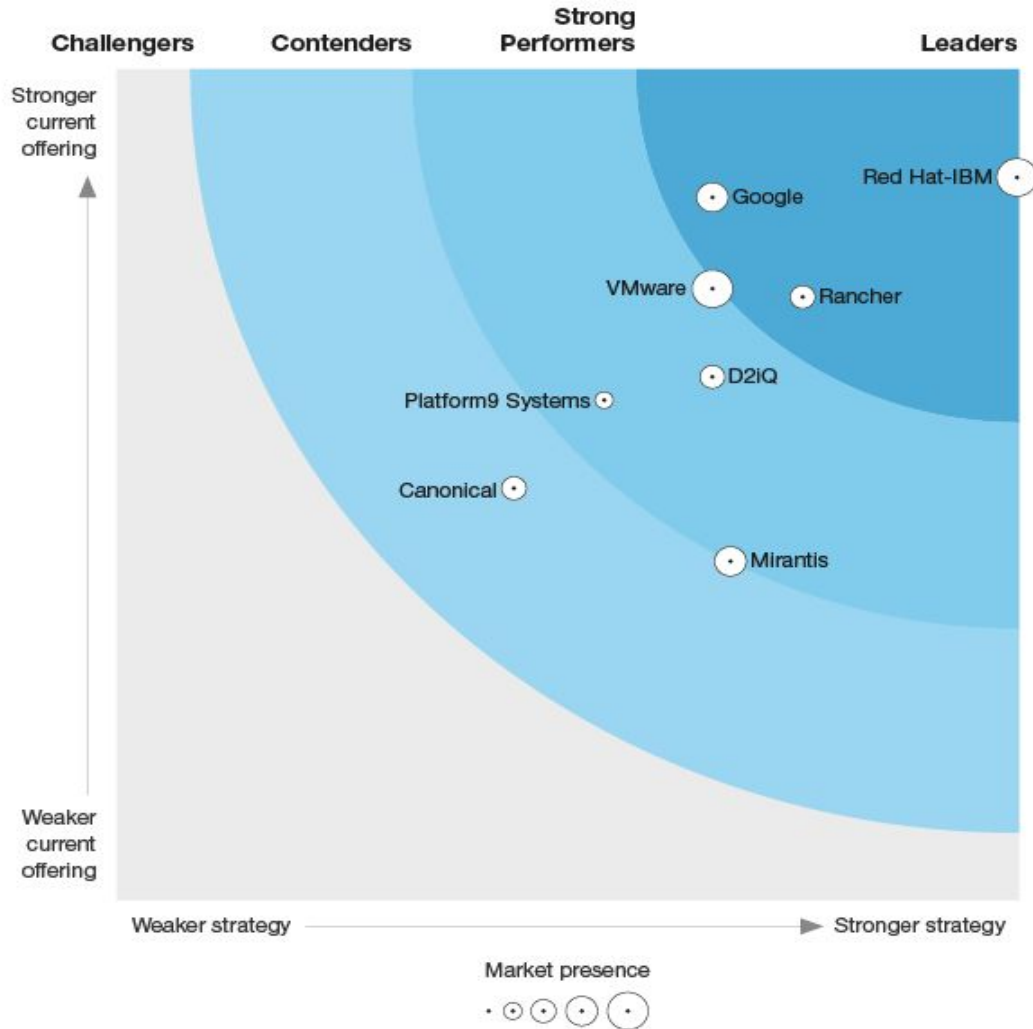 Challengers
Contenders
Strong
Performers
Leaders
Stronger
current
offering
Red Hat-IBM
Google
VMware
Rancher
D2iQ
Platform9 Systems
Canonical
Mirantis
Weaker
current
offering
Weaker strategy
Stronger strategy
Market presence